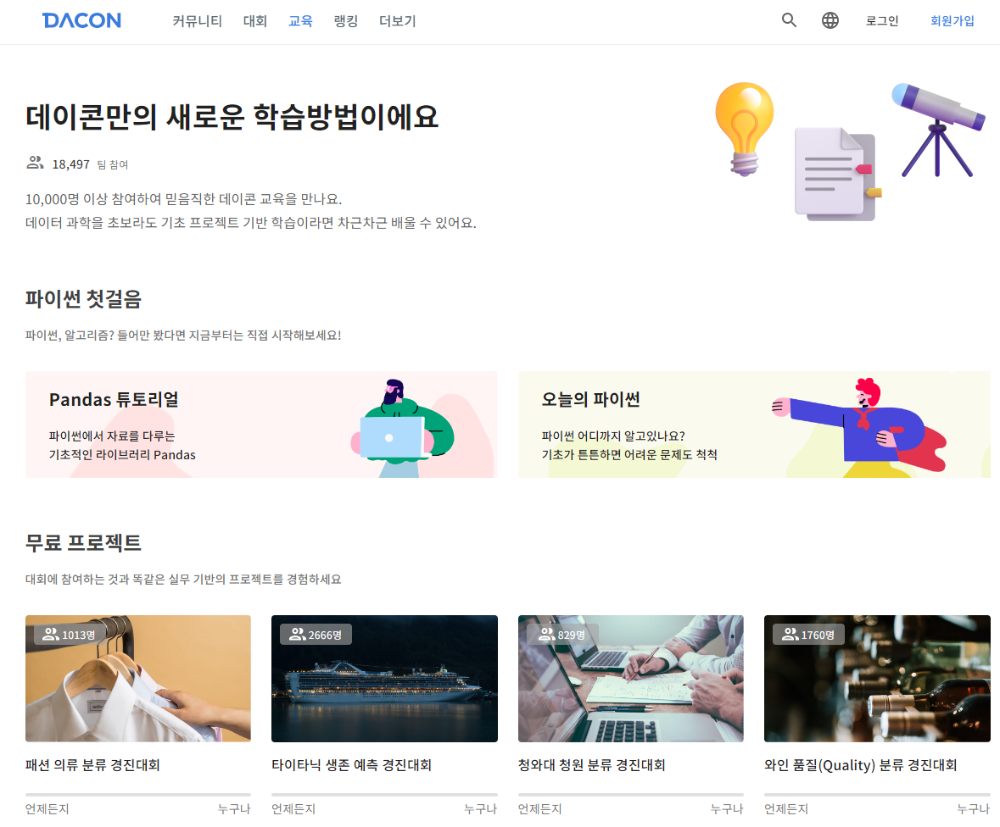 DACON 커뮤니티 대회 교육 랭킹 더보기 로그인 회원가입
데이콘만의 새로운 학습방법이에요
18,497 팀 참여
10,000명 이상 참여하여 믿음직한 데이콘 교육을 만나요.
데이터 과학을 초보라도 기초 프로젝트 기반 학습이라면 차근차근 배울 수 있어요.
파이썬 첫걸음
파이썬, 알고리즘? 들어만 봤다면 지금부터는 직접 시작해보세요!
Pandas 튜토리얼
파이썬에서 자료를 다루는
기초적인 라이브러리 Pandas
오늘의 파이썬
파이썬 어디까지 알고있나요?
기초가 튼튼하면 어려운 문제도 척척
무료 프로젝트
대회에 참여하는 것과 똑같은 실무 기반의 프로젝트를 경험하세요
1013명 2666명 829명 1760명
패션 의류 분류 경진대회 타이타닉 생존 예측 경진대회 청와대 청원 분류 경진대회 와인 품질(Quality) 분류 경진대회
언제든지 누구나 언제든지 누구나 언제든지 누구나 언제든지 누구나